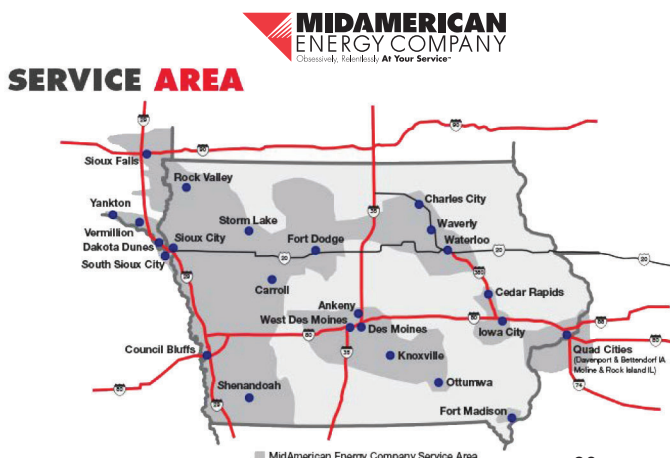 MIDAMERICAN
ENERGY COMPANY
Obsessively, Relentlessly At Your Service℠
SERVICE AREA
29
90
90
Sioux Falls
Rock Valley
Yankton
Charles City
35
Vermillion
Storm Lake
Waverly
Dakota Dunes
Sioux City
Fort Dodge
Waterloo
South Sioux City
20
20
20
29
380
Carroll
Cedar Rapids
Ankeny
West Des Moines
Des Moines
80
80
Iowa City
88
80
Council Bluffs
35
Knoxville
Quad Cities
(Davenport & Bettendorf IA
Moline & Rock Island IL)
80
Shenandoah
Ottumwa
74
29
Fort Madison
MidAmerican Energy Company Service Area